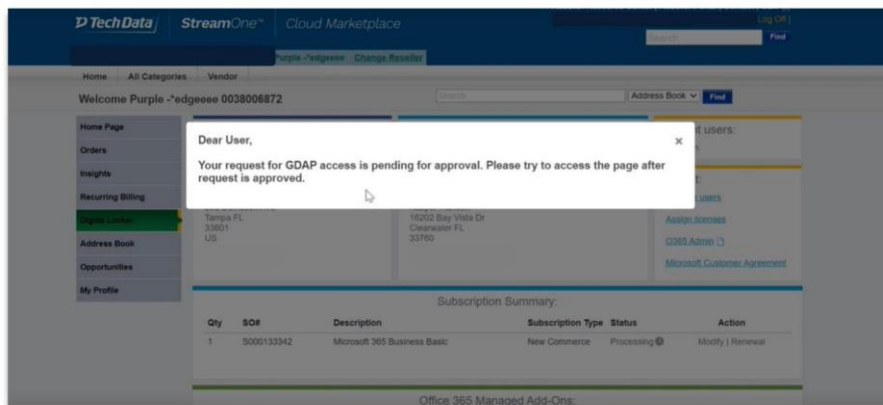 TechData
StreamOne™ Cloud Marketplace
Log Off |
Search
Find
Purple -*edgeeee Change Reseller
Home All Categories Vendor
Welcome Purple -*edgeeee 0038006872
Search
Address Book
Find
Home Page
Orders
Insights
Recurring Billing
Digital Locker
Address Book
Opportunities
My Profile
Dear User,
x
Your request for GDAP access is pending for approval. Please try to access the page after
request is approved.
users:
Tampa FL
33601
US
16202 Bay Vista Dr
Clearwater FL
33760
users
Assign licenses
O365 Admin
Microsoft Customer Agreement
Subscription Summary:
Qty SO# Description Subscription Type Status Action
1 S000133342 Microsoft 365 Business Basic New Commerce Processing Modify | Renewal
Office 365 Managed Add-Ons: